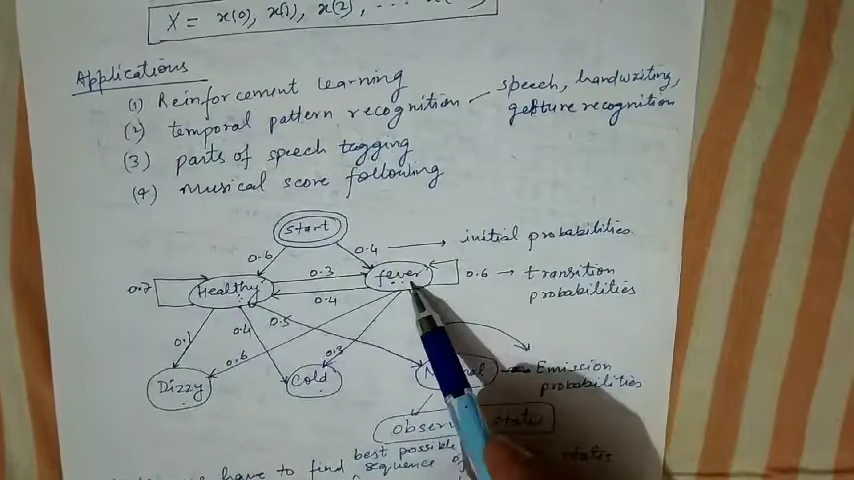 X = x(0), x(1), x(2), ...
Applications
(1) Reinforcement learning
(2) temporal pattern recognition — speech, handwriting,
gesture recognition
(3) parts of speech tagging
(4) musical score following
start
0.6 0.4 → initial probabilities
0.7 Healthy 0.3 fever 0.6 → transition
0.4 probabilities
0.1 0.4 0.5 0.6 0.3
Dizzy Cold Emission
probabilities
states
we have to find best possible
sequence
states